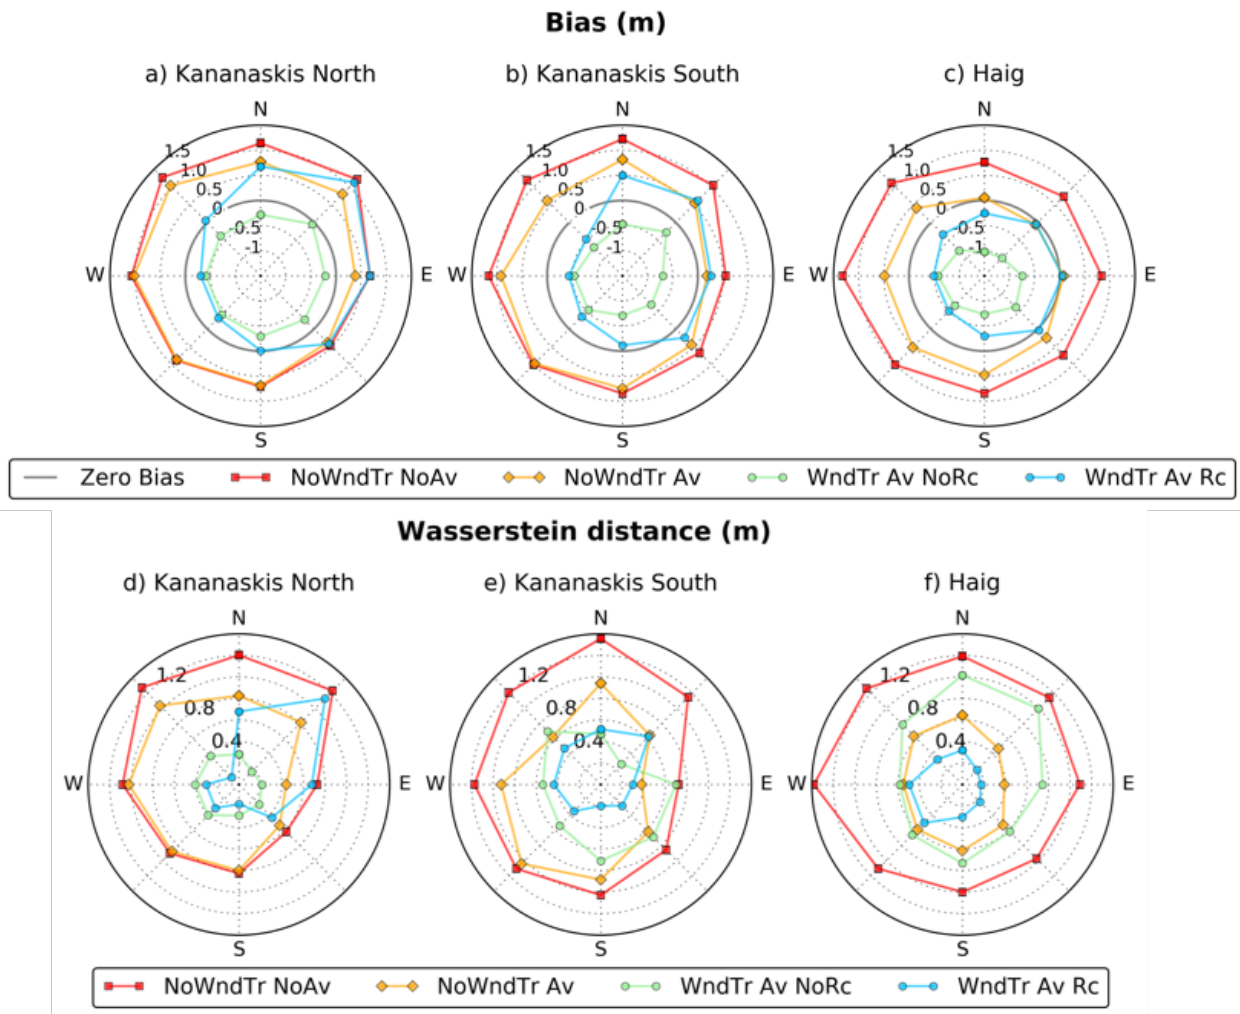 Bias (m)
a) Kananaskis North
b) Kananaskis South
c) Haig
N
N
N
1.5
1.0
0.5
0
-0.5
-1
W
E
S
1.5
1.0
0.5
0
-0.5
-1
W
E
S
1.5
1.0
0.5
0
-0.5
-1
W
E
S
Zero Bias
NoWndTr NoAv
NoWndTr Av
WndTr Av NoRc
WndTr Av Rc
Wasserstein distance (m)
d) Kananaskis North
e) Kananaskis South
f) Haig
N
N
N
1.2
0.8
0.4
W
E
S
1.2
0.8
0.4
W
E
S
1.2
0.8
0.4
W
E
S
NoWndTr NoAv
NoWndTr Av
WndTr Av NoRc
WndTr Av Rc